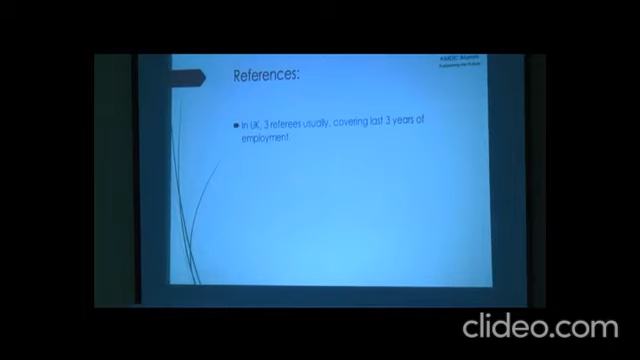 References:
In UK, 3 referees usually, covering last 3 years of
employment
clideo.com